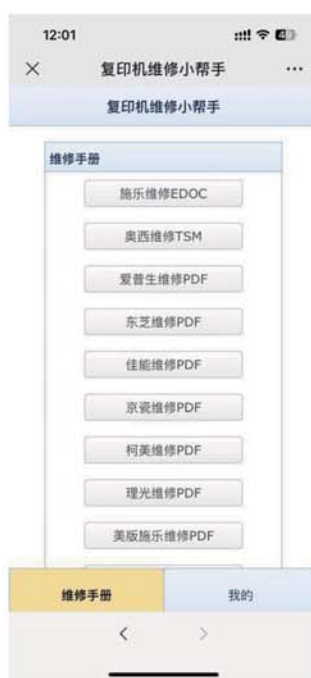 12:01
复印机维修小帮手
复印机维修小帮手
维修手册
施乐维修EDOC
奥西维修TSM
爱普生维修PDF
东芝维修PDF
佳能维修PDF
京瓷维修PDF
柯美维修PDF
理光维修PDF
美版施乐维修PDF
维修手册 我的